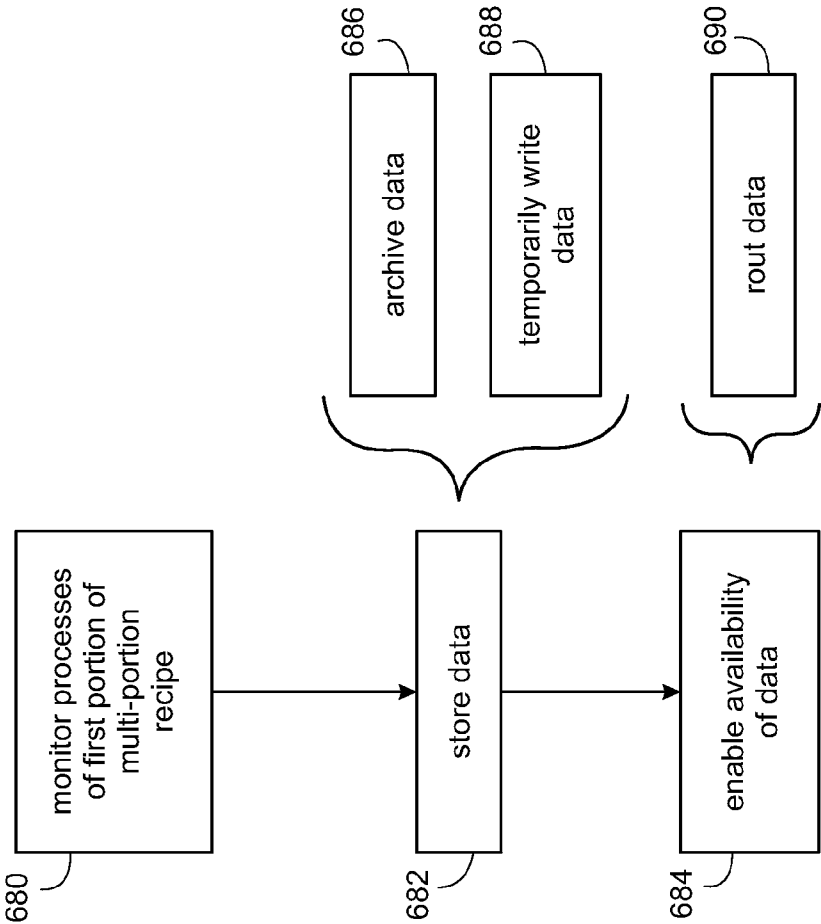 680
monitor processes
of first portion of
multi-portion
recipe
682
store data
684
enable availability
of data
686
archive data
688
temporarily write
data
690
rout data